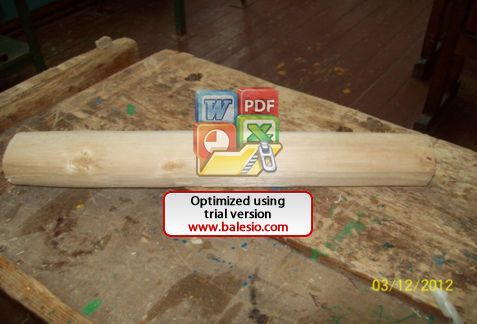 W
PDF
X
Optimized using
trial version
www.balesio.com
03/12/2012